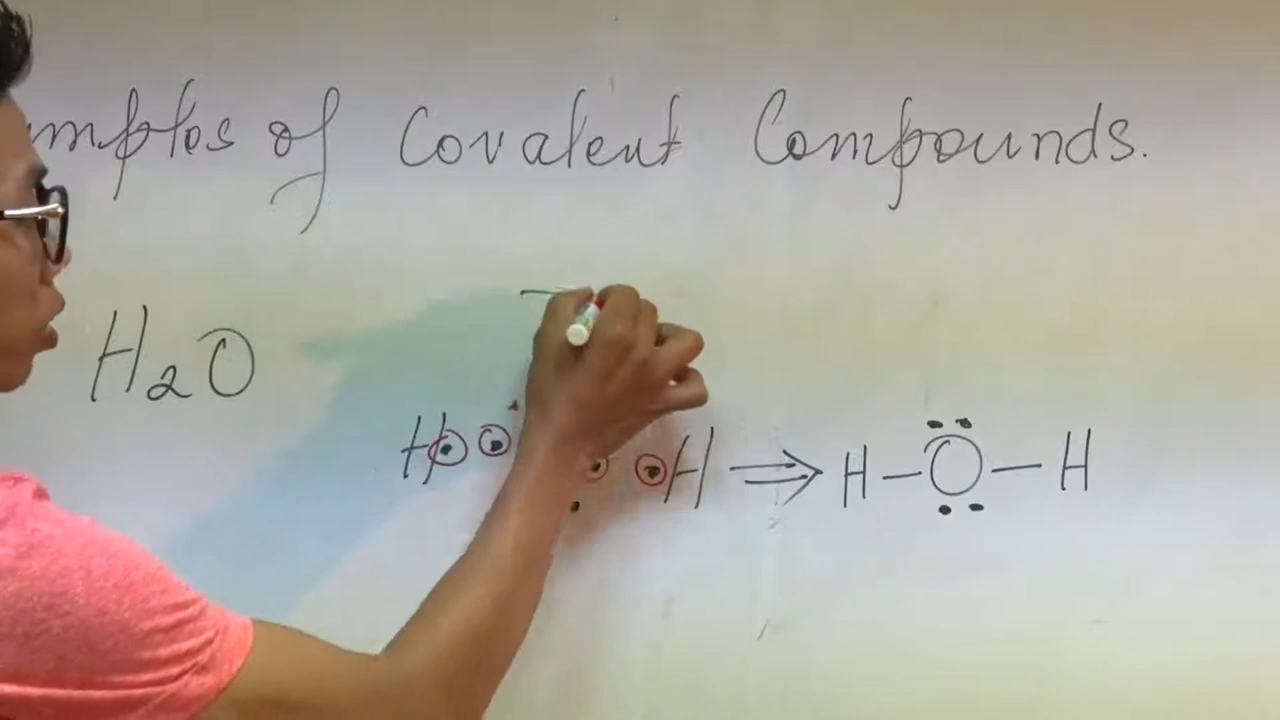 mples of Covalent Compounds.
H₂O
H H ⇒ H – O – H